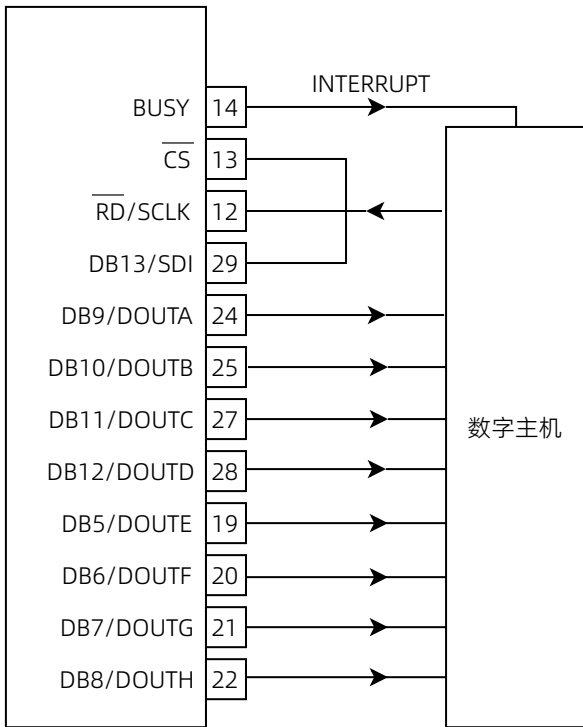 INTERRUPT
BUSY 14
CS 13
RD/SCLK 12
DB13/SDI 29
DB9/DOUTA 24
DB10/DOUTB 25
DB11/DOUTC 27
数字主机
DB12/DOUTD 28
DB5/DOUTE 19
DB6/DOUTF 20
DB7/DOUTG 21
DB8/DOUTH 22